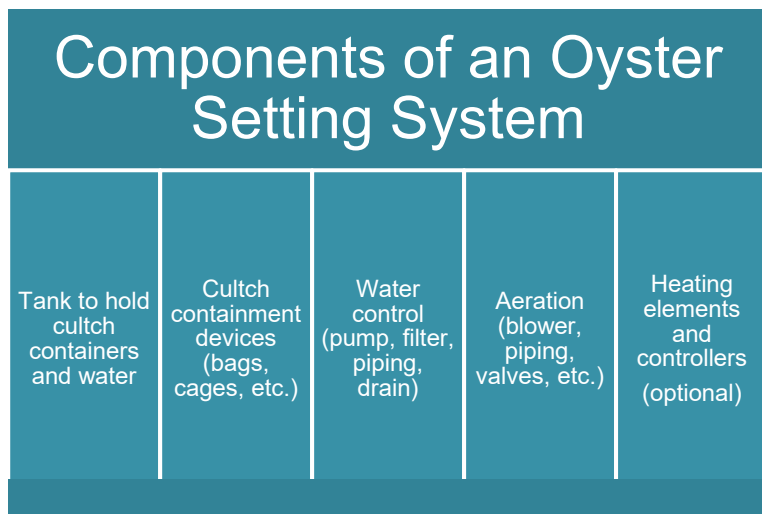 Components of an Oyster
Setting System
Tank to hold
cultch
containers
and water
Cultch
containment
devices
(bags,
cages, etc.)
Water
control
(pump, filter,
piping,
drain)
Aeration
(blower,
piping,
valves, etc.)
Heating
elements
and
controllers
(optional)